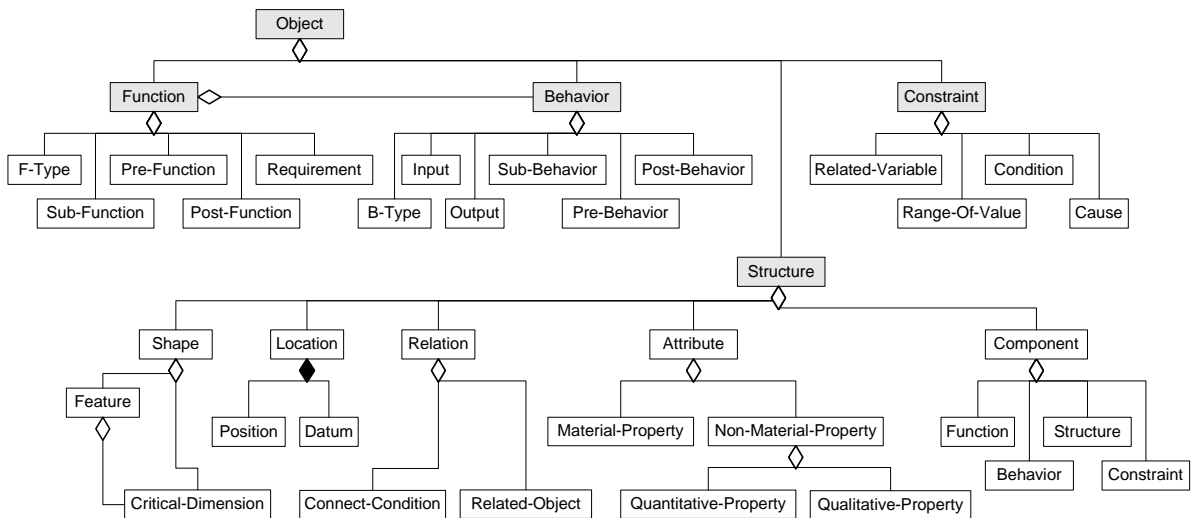 Object
Function
Behavior
Constraint
F-Type
Pre-Function
Requirement
Input
Sub-Behavior
Post-Behavior
Related-Variable
Condition
Sub-Function
Post-Function
B-Type
Output
Pre-Behavior
Range-Of-Value
Cause
Structure
Shape
Location
Relation
Attribute
Component
Feature
Position
Datum
Material-Property
Non-Material-Property
Function
Structure
Behavior
Constraint
Critical-Dimension
Connect-Condition
Related-Object
Quantitative-Property
Qualitative-Property